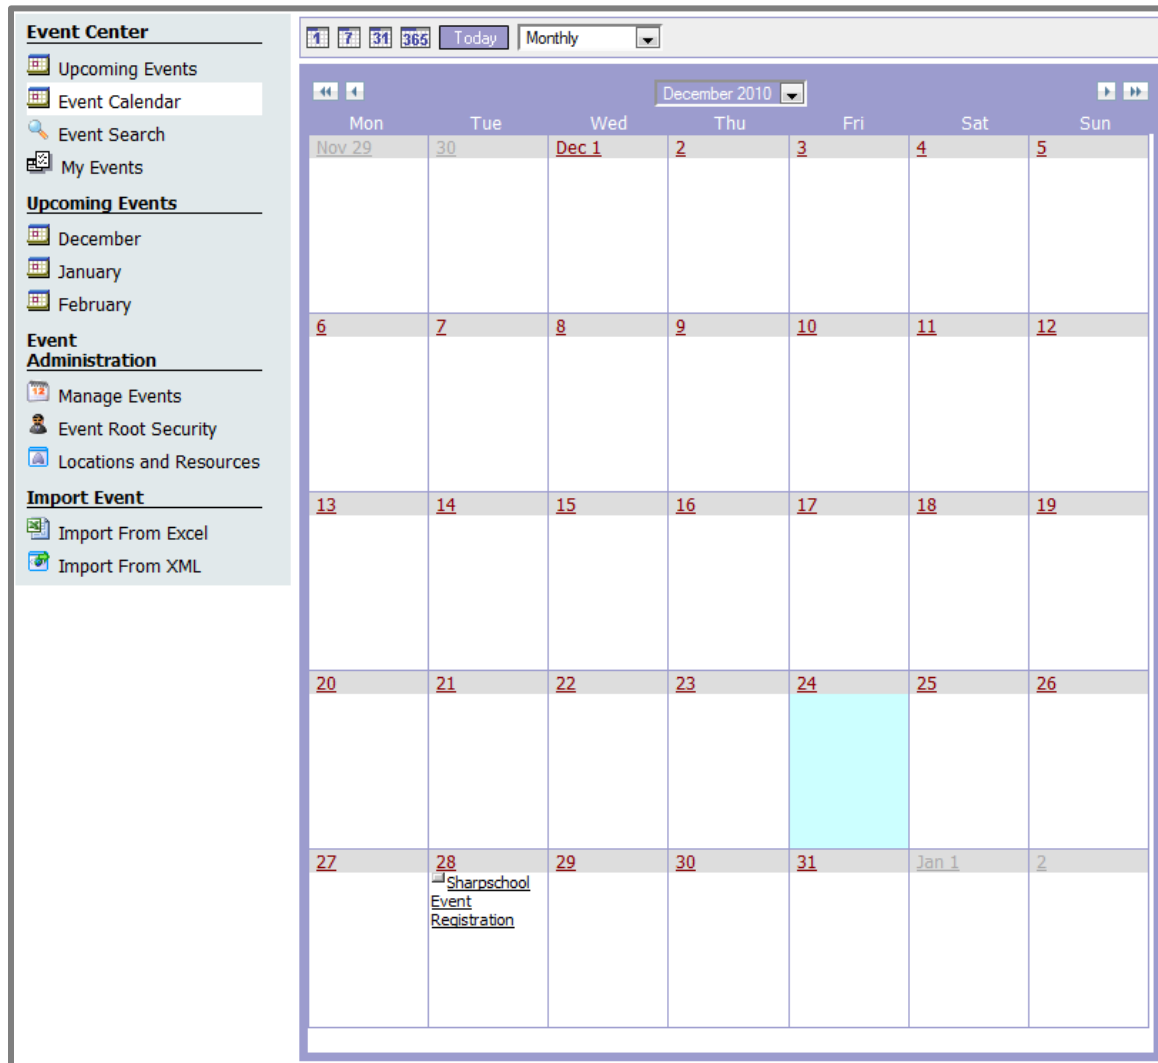 Event Center
Upcoming Events
Event Calendar
Event Search
My Events
Upcoming Events
December
January
February
Event
Administration
Manage Events
Event Root Security
Locations and Resources
Import Event
Import From Excel
Import From XML
1 7 31 365 Today Monthly
December 2010
Mon Tue Wed Thu Fri Sat Sun
Nov 29 30 Dec 1 2 3 4 5
6 7 8 9 10 11 12
13 14 15 16 17 18 19
20 21 22 23 24 25 26
27 28 29 30 31 Jan 1 2
Sharpschool
Event
Registration